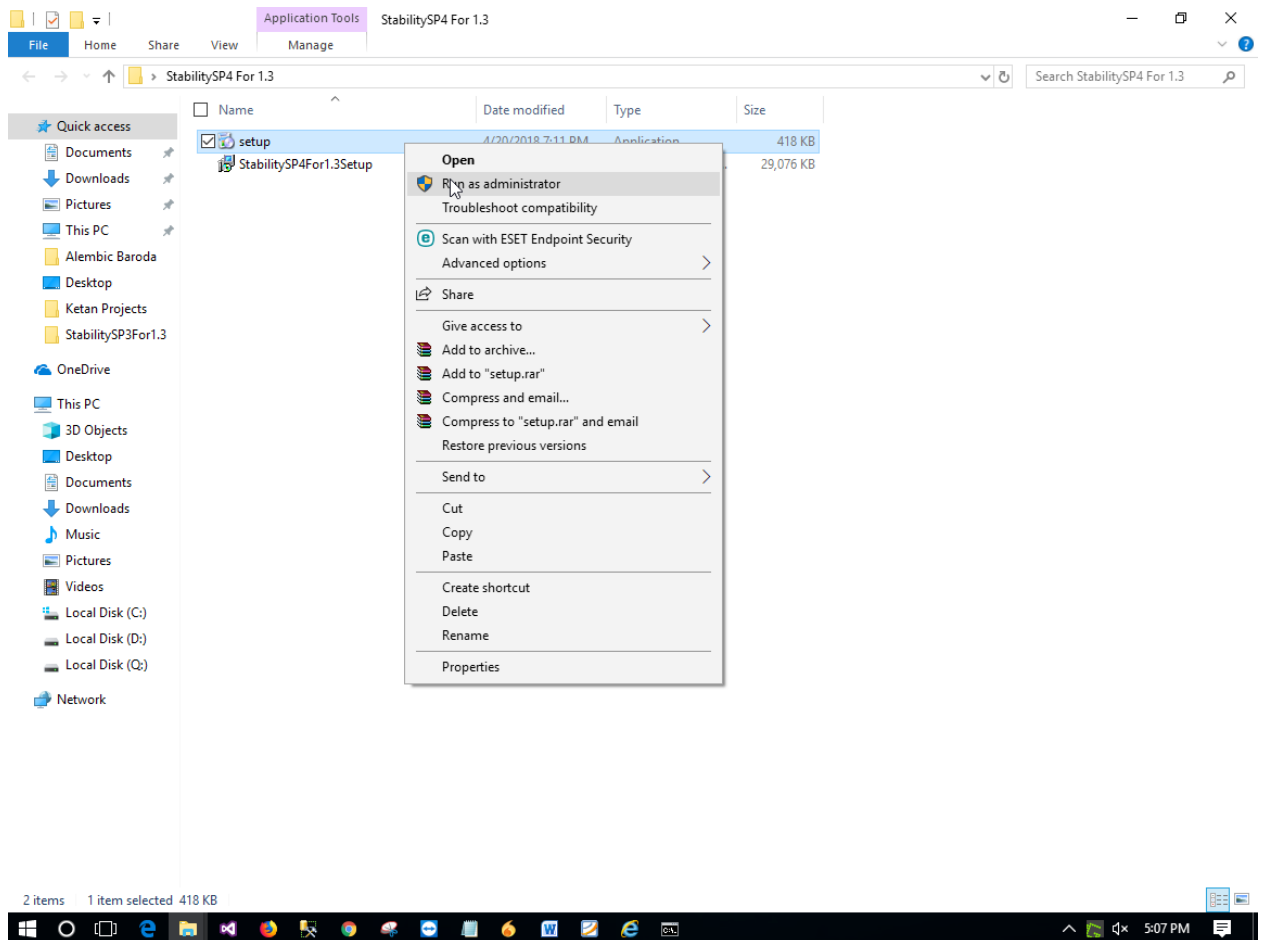 Application Tools StabilitySP4 For 1.3
File Home Share View Manage
StabilitySP4 For 1.3 Search StabilitySP4 For 1.3
Name Date modified Type Size
setup 4/20/2018 7:11 PM Application 418 KB
StabilitySP4For1.3Setup 29,076 KB
Quick access
Documents
Downloads
Pictures
This PC
Alembic Baroda
Desktop
Ketan Projects
StabilitySP3For1.3
OneDrive
This PC
3D Objects
Desktop
Documents
Downloads
Music
Pictures
Videos
Local Disk (C:)
Local Disk (D:)
Local Disk (Q:)
Network
Open
Run as administrator
Troubleshoot compatibility
Scan with ESET Endpoint Security
Advanced options
Share
Give access to
Add to archive...
Add to "setup.rar"
Compress and email...
Compress to "setup.rar" and email
Restore previous versions
Send to
Cut
Copy
Paste
Create shortcut
Delete
Rename
Properties
2 items 1 item selected 418 KB
5:07 PM